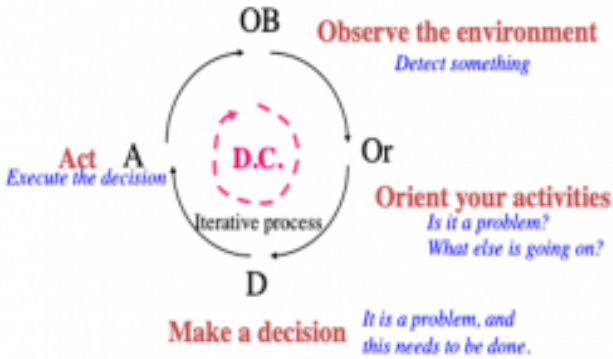 OB
Observe the environment
Detect something
Or
Orient your activities
Is it a problem?
What else is going on?
D
Make a decision
It is a problem, and
this needs to be done.
Act A
Execute the decision
D.C.
Iterative process